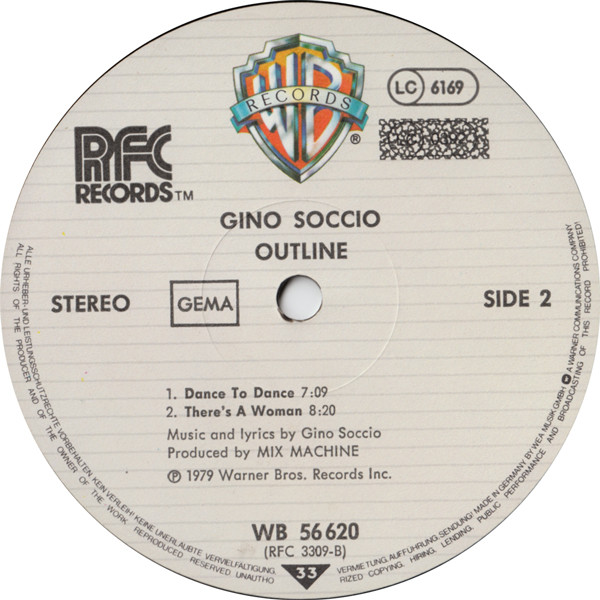 WB
RECORDS
®
LC 6169
RFC
RECORDS™
GINO SOCCIO
OUTLINE
STEREO
GEMA
SIDE 2
1. Dance To Dance 7:09
2. There's A Woman 8:20
Music and lyrics by Gino Soccio
Produced by MIX MACHINE
℗ 1979 Warner Bros. Records Inc.
WB 56 620
(RFC 3309-B)
33
ALLE URHEBER- UND LEISTUNGSSCHUTZRECHTE VORBEHALTEN KEIN VERLEIH! KEINE UNERLAUBTE VERVIELFÄLTIGUNG,
VERMIETUNG, AUFFÜHRUNG, SENDUNG! MADE IN GERMANY BY WEA MUSIK GMBH A WARNER COMMUNICATIONS COMPANY
ALL RIGHTS OF THE PRODUCER AND OF THE OWNER OF THE WORK REPRODUCED RESERVED UNAUTHO
RIZED COPYING, HIRING, LENDING, PUBLIC PERFORMANCE AND BROADCASTING OF THIS RECORD PROHIBITED!